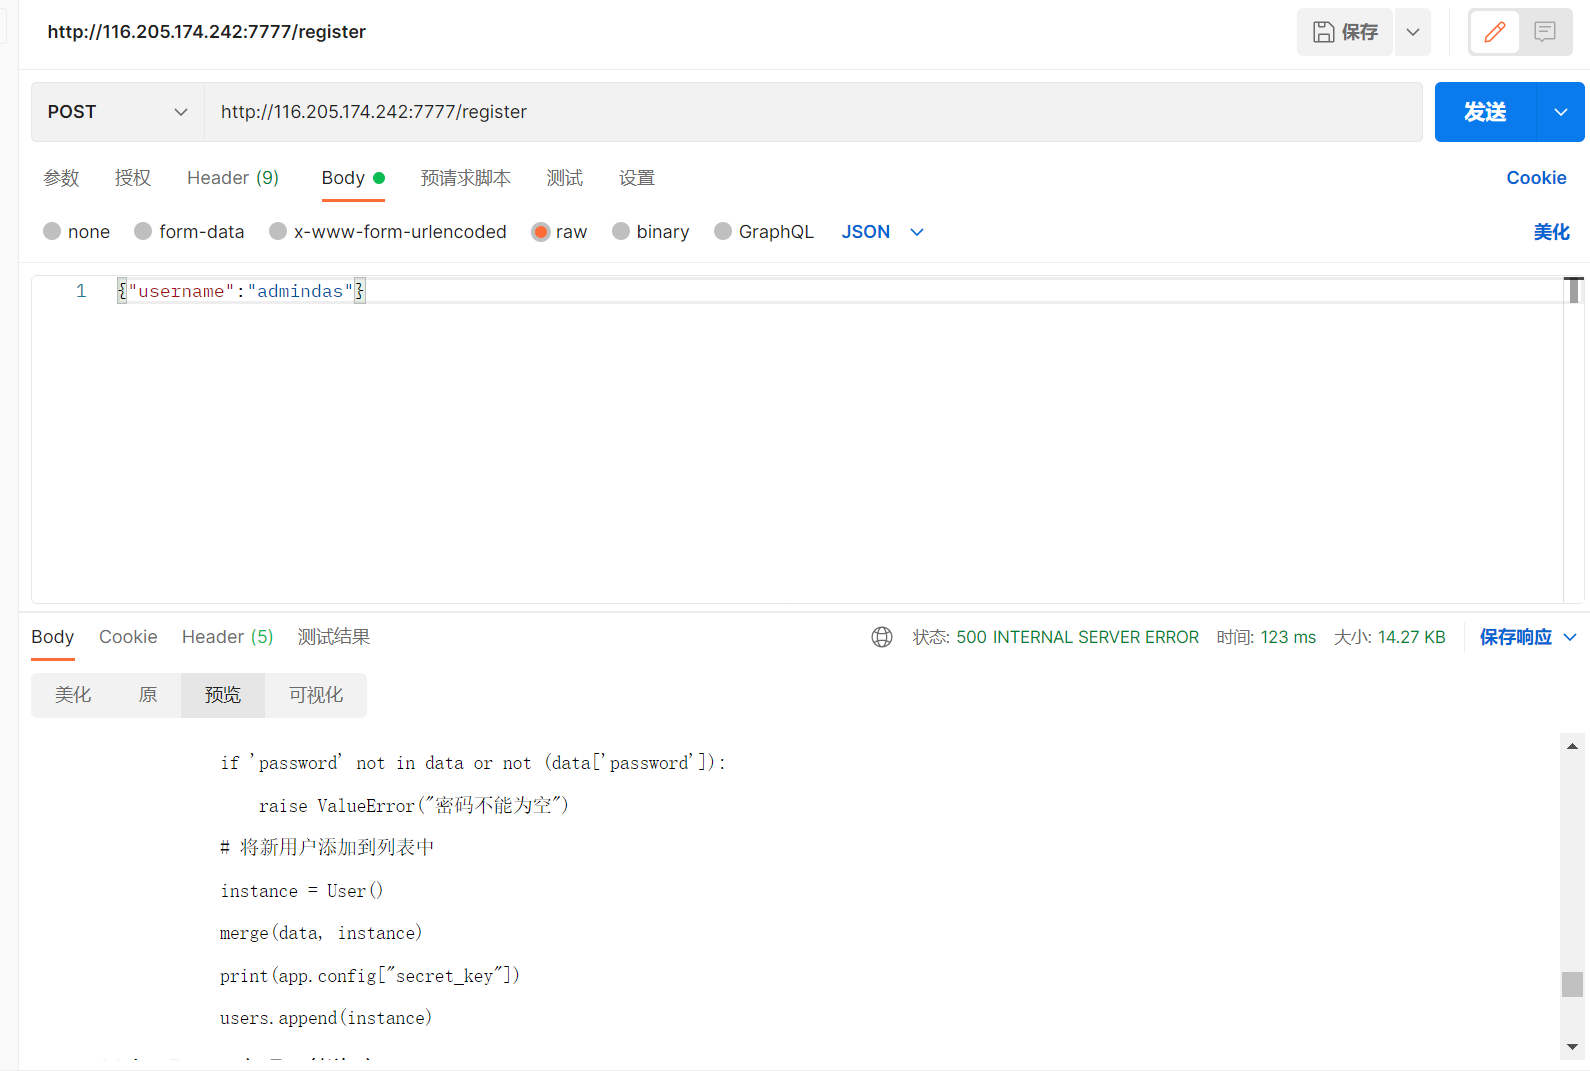 http://116.205.174.242:7777/register
保存
POST
http://116.205.174.242:7777/register
发送
参数 授权 Header (9) Body 预请求脚本 测试 设置 Cookie
none form-data x-www-form-urlencoded raw binary GraphQL JSON 美化
1 {"username":"admindas"}
Body Cookie Header (5) 测试结果 状态: 500 INTERNAL SERVER ERROR 时间: 123 ms 大小: 14.27 KB 保存响应
美化 原 预览 可视化
if 'password' not in data or not (data['password']):
raise ValueError("密码不能为空")
# 将新用户添加到列表中
instance = User()
merge(data, instance)
print(app.config["secret_key"])
users.append(instance)